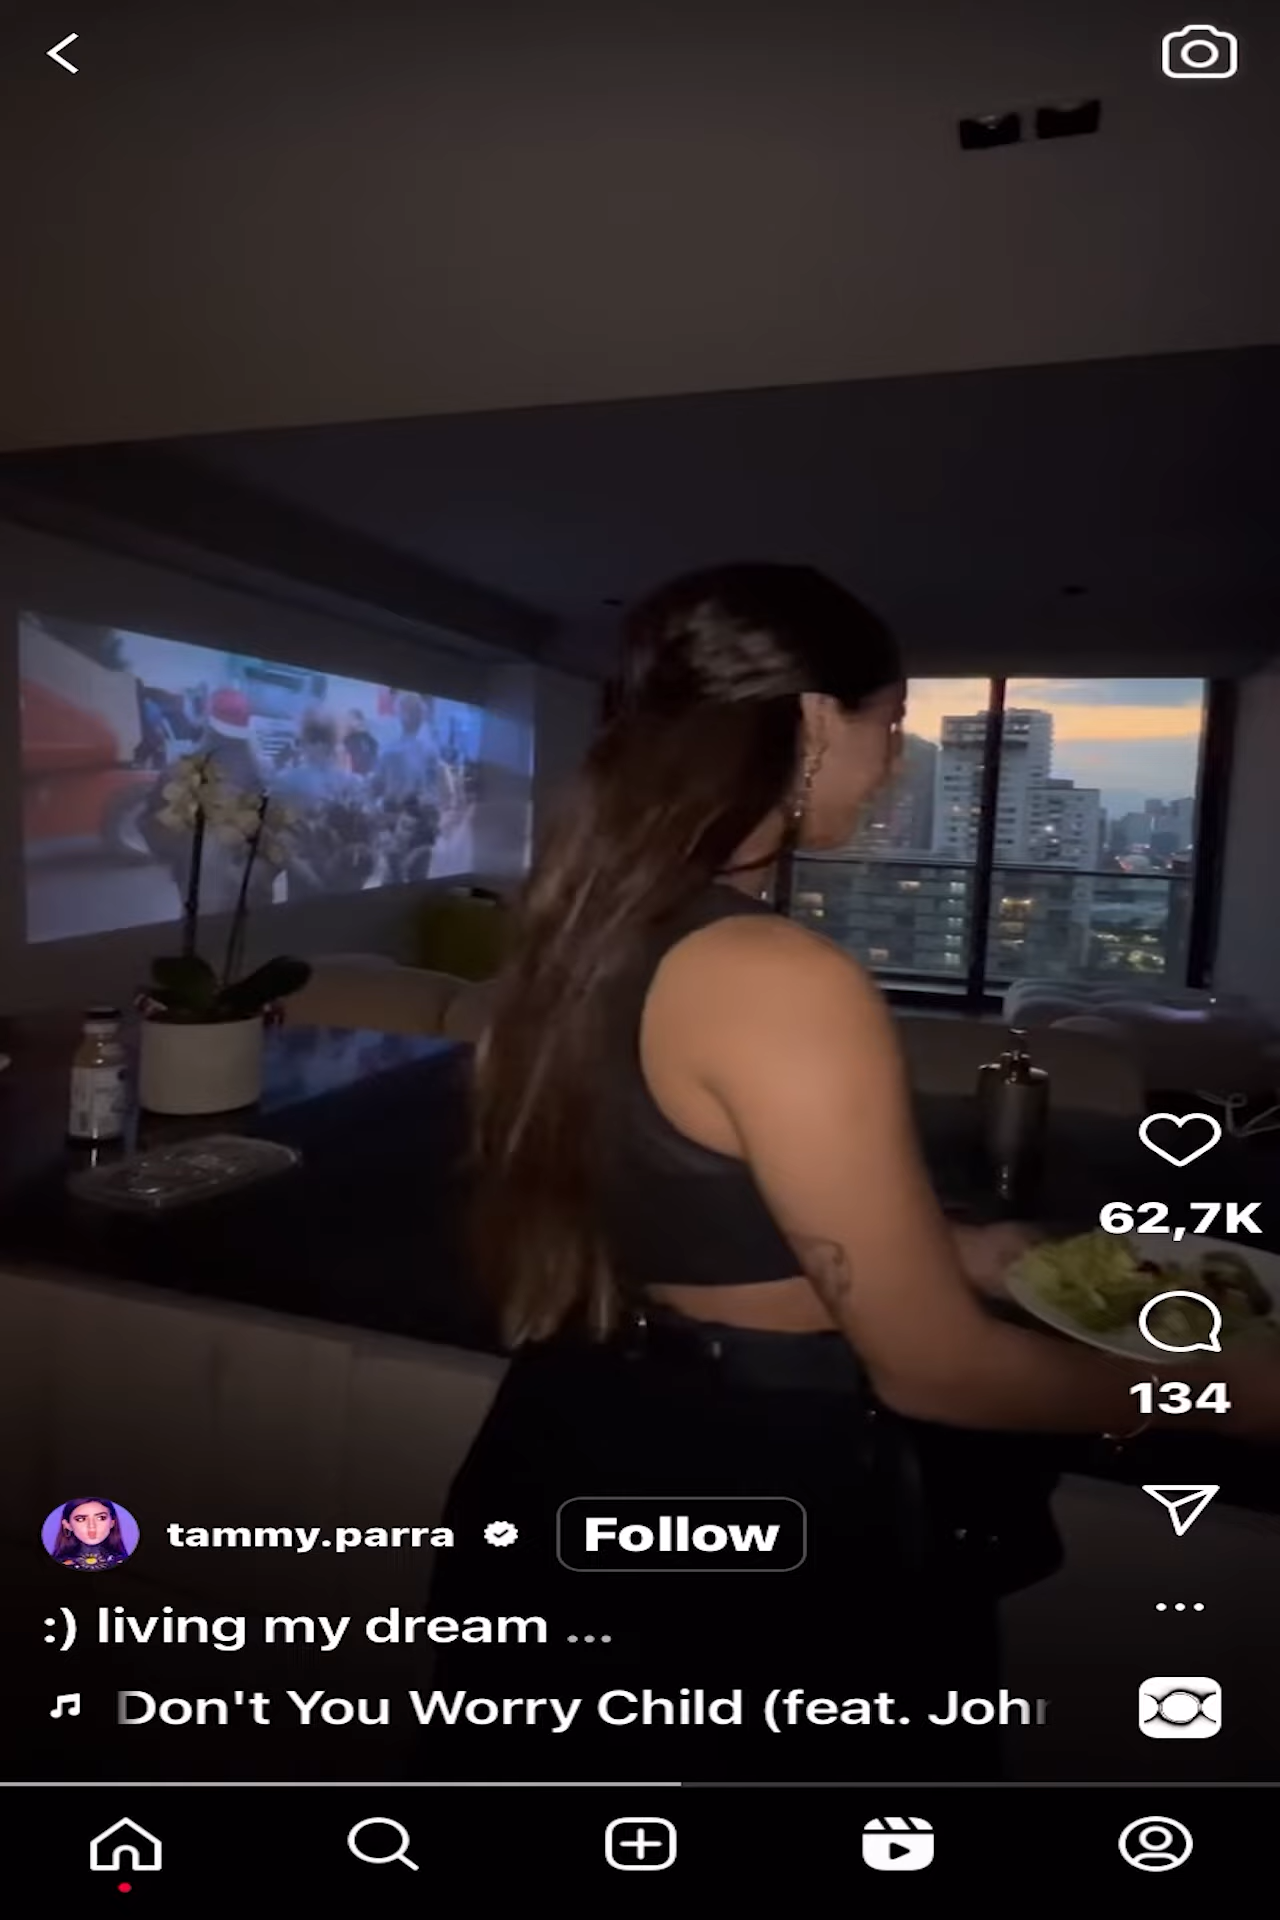 62,7K
134
tammy.parra
Follow
:) living my dream ...
Don't You Worry Child (feat. John